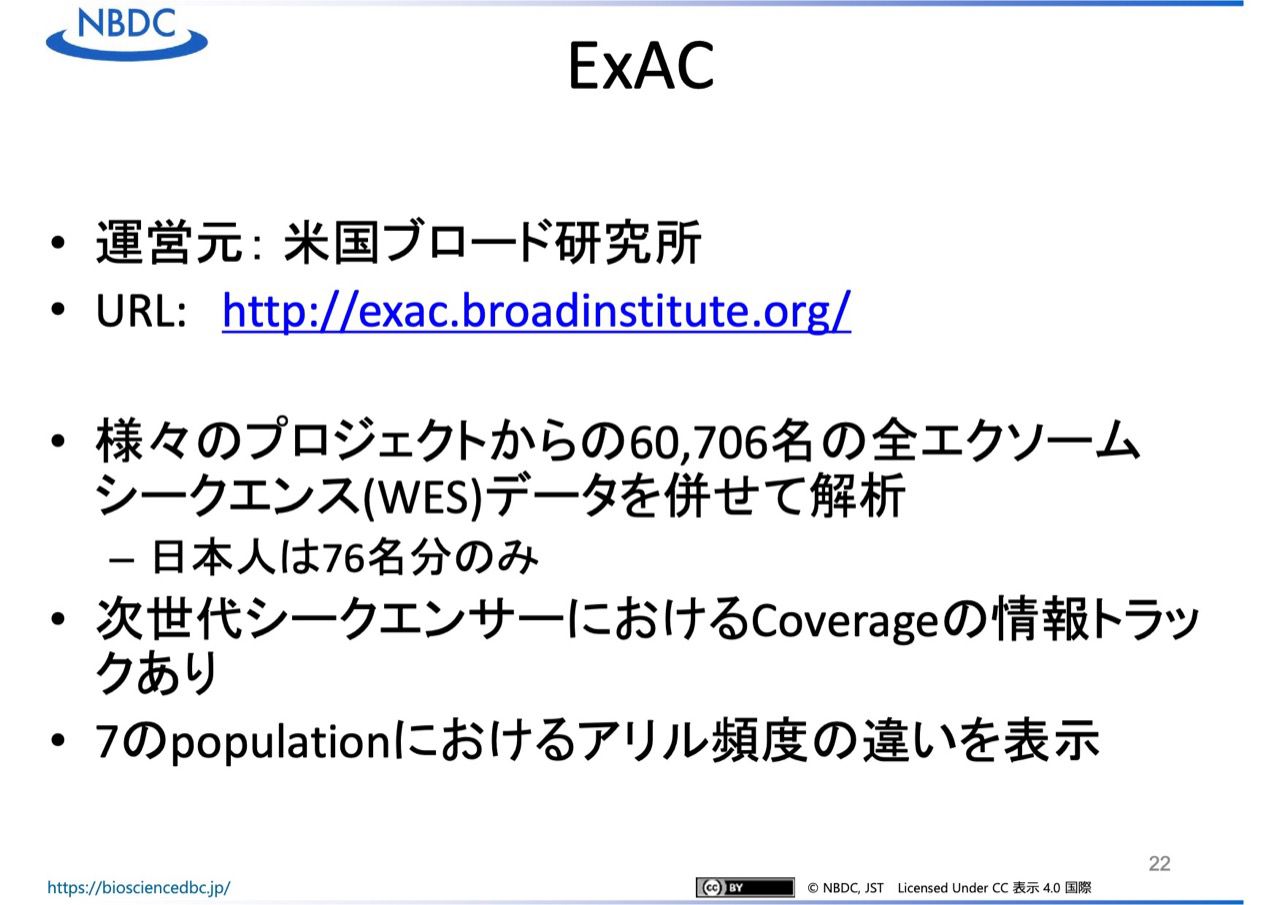 NBDC
ExAC
• 運営元： 米国ブロード研究所
• URL: http://exac.broadinstitute.org/
• 様々のプロジェクトからの60,706名の全エクソーム
シークエンス(WES)データを併せて解析
– 日本人は76名分のみ
• 次世代シークエンサーにおけるCoverageの情報トラッ
クあり
• 7のpopulationにおけるアリル頻度の違いを表示
22
https://biosciencedbc.jp/
cc BY © NBDC, JST Licensed Under CC 表示 4.0 国際